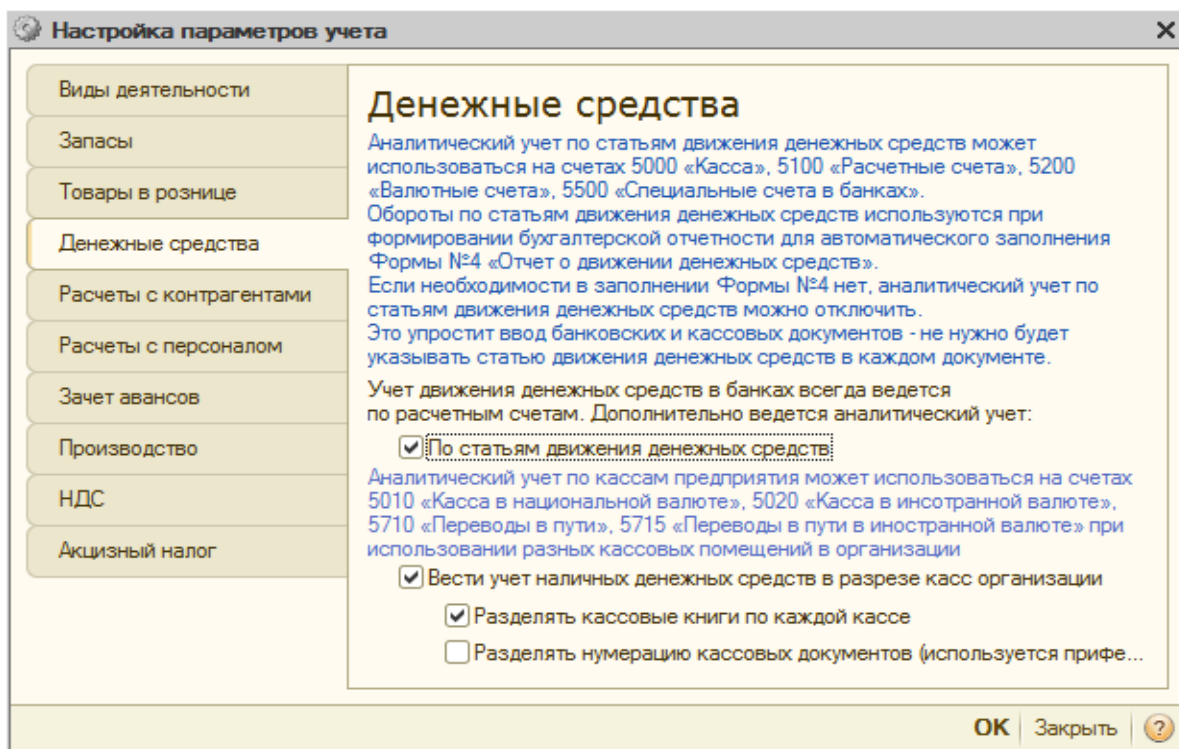 Настройка параметров учета
Виды деятельности
Запасы
Товары в рознице
Денежные средства
Расчеты с контрагентами
Расчеты с персоналом
Зачет авансов
Производство
НДС
Акцизный налог
Денежные средства
Аналитический учет по статьям движения денежных средств может
использоваться на счетах 5000 «Касса», 5100 «Расчетные счета», 5200
«Валютные счета», 5500 «Специальные счета в банках».
Обороты по статьям движения денежных средств используются при
формировании бухгалтерской отчетности для автоматического заполнения
Формы №4 «Отчет о движении денежных средств».
Если необходимости в заполнении Формы №4 нет, аналитический учет по
статьям движения денежных средств можно отключить.
Это упростит ввод банковских и кассовых документов - не нужно будет
указывать статью движения денежных средств в каждом документе.
Учет движения денежных средств в банках всегда ведется
по расчетным счетам. Дополнительно ведется аналитический учет:
По статьям движения денежных средств
Аналитический учет по кассам предприятия может использоваться на счетах
5010 «Касса в национальной валюте», 5020 «Касса в инсотранной валюте»,
5710 «Переводы в пути», 5715 «Переводы в пути в иностранной валюте» при
использовании разных кассовых помещений в организации
Вести учет наличных денежных средств в разрезе касс организации
Разделять кассовые книги по каждой кассе
Разделять нумерацию кассовых документов (используется прифе...
OK Закрыть ?